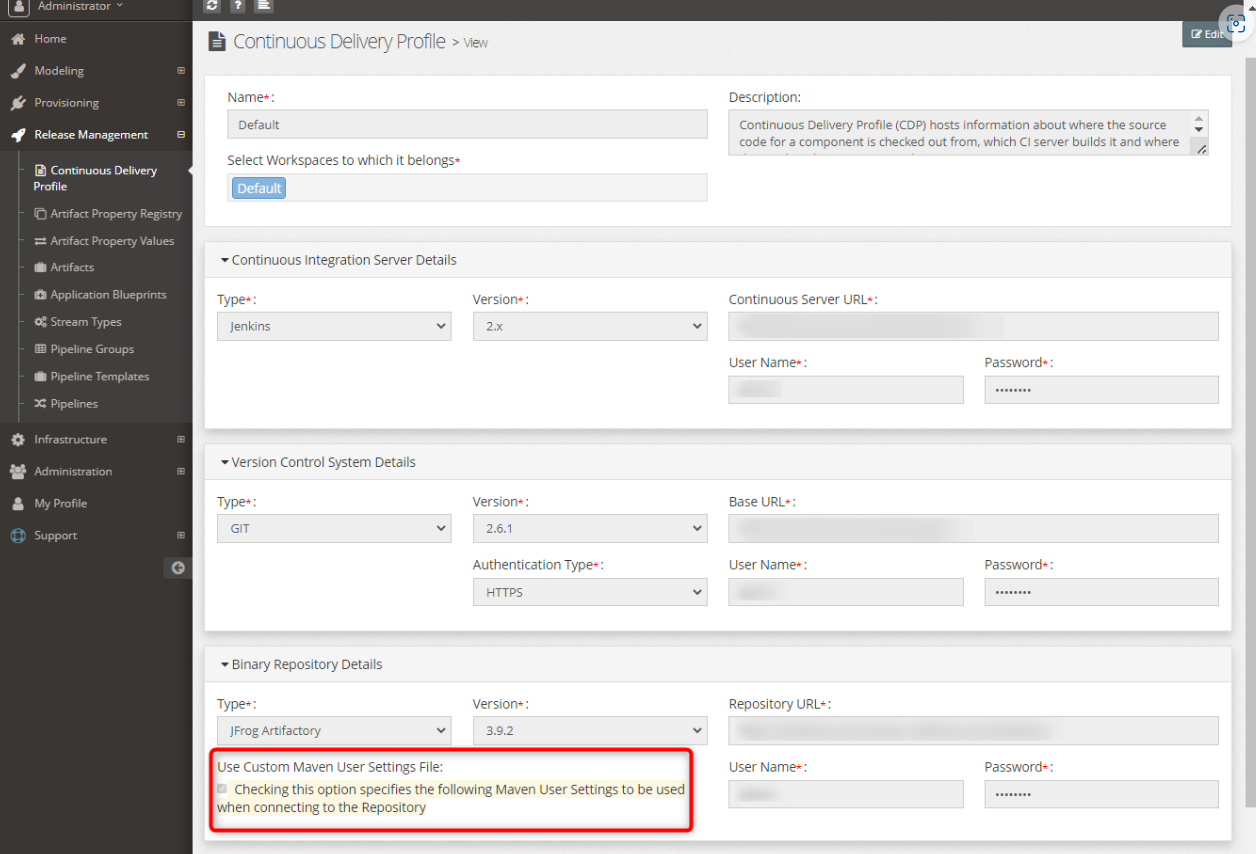 Administrator
Home
Modeling
Provisioning
Release Management
Continuous Delivery
Profile
Artifact Property Registry
Artifact Property Values
Artifacts
Application Blueprints
Stream Types
Pipeline Groups
Pipeline Templates
Pipelines
Infrastructure
Administration
My Profile
Support
Continuous Delivery Profile > View
Edit
Name*:
Default
Description:
Continuous Delivery Profile (CDP) hosts information about where the source
code for a component is checked out from, which CI server builds it and where
Select Workspaces to which it belongs*
Default
Continuous Integration Server Details
Type*: Version*: Continuous Server URL*:
Jenkins 2.x
User Name*: Password*:
••••••••
Version Control System Details
Type*: Version*: Base URL*:
GIT 2.6.1
Authentication Type*: User Name*: Password*:
HTTPS ••••••••
Binary Repository Details
Type*: Version*: Repository URL*:
JFrog Artifactory 3.9.2
Use Custom Maven User Settings File:
Checking this option specifies the following Maven User Settings to be used
when connecting to the Repository
User Name*: Password*:
••••••••